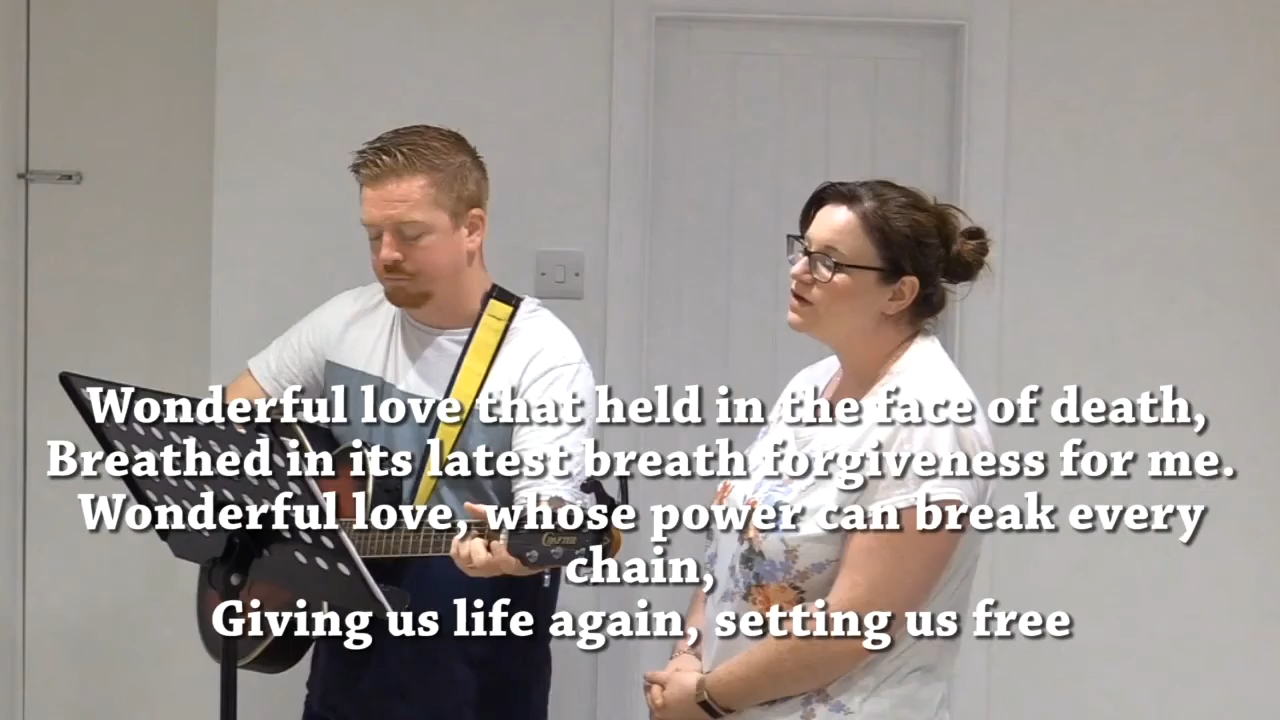 Wonderful love that held in the face of death,
Breathed in its latest breath forgiveness for me.
Wonderful love, whose power can break every
chain,
Giving us life again, setting us free
CRAFTER